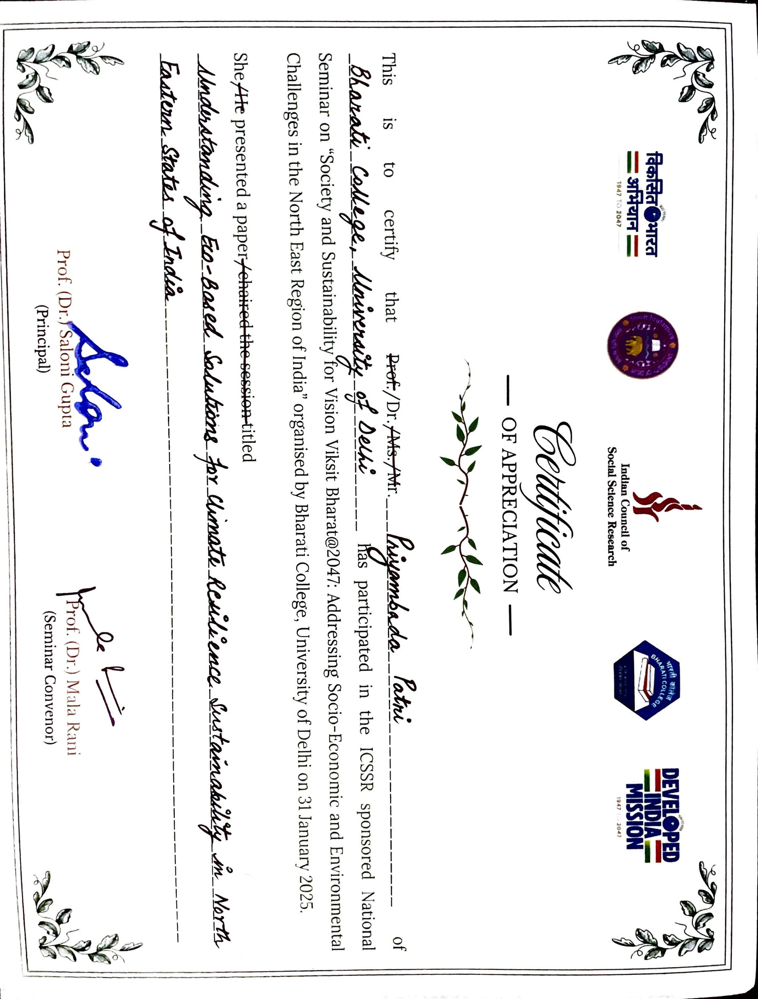 विकसित भारत
अभियान
1947 TO 2047
Indian Council of
Social Science Research
भारती कॉलेज
BHARATI COLLEGE
DEVELOPED
INDIA
MISSION
1947 TO 2047
Certificate
OF APPRECIATION
This is to certify that Prof./Dr./Ms./Mr. Priyambada Patri of
Bharati College, University of Delhi has participated in the ICSSR sponsored National
Seminar on “Society and Sustainability for Vision Viksit Bharat@2047: Addressing Socio-Economic and Environmental
Challenges in the North East Region of India” organised by Bharati College, University of Delhi on 31 January 2025.
She/He presented a paper/chaired the session titled
Understanding Eco-Based Solutions for Climate Resilience Sustainability in North
Eastern States of India
Prof. (Dr.) Saloni Gupta
(Principal)
Prof. (Dr.) Mala Rani
(Seminar Convenor)